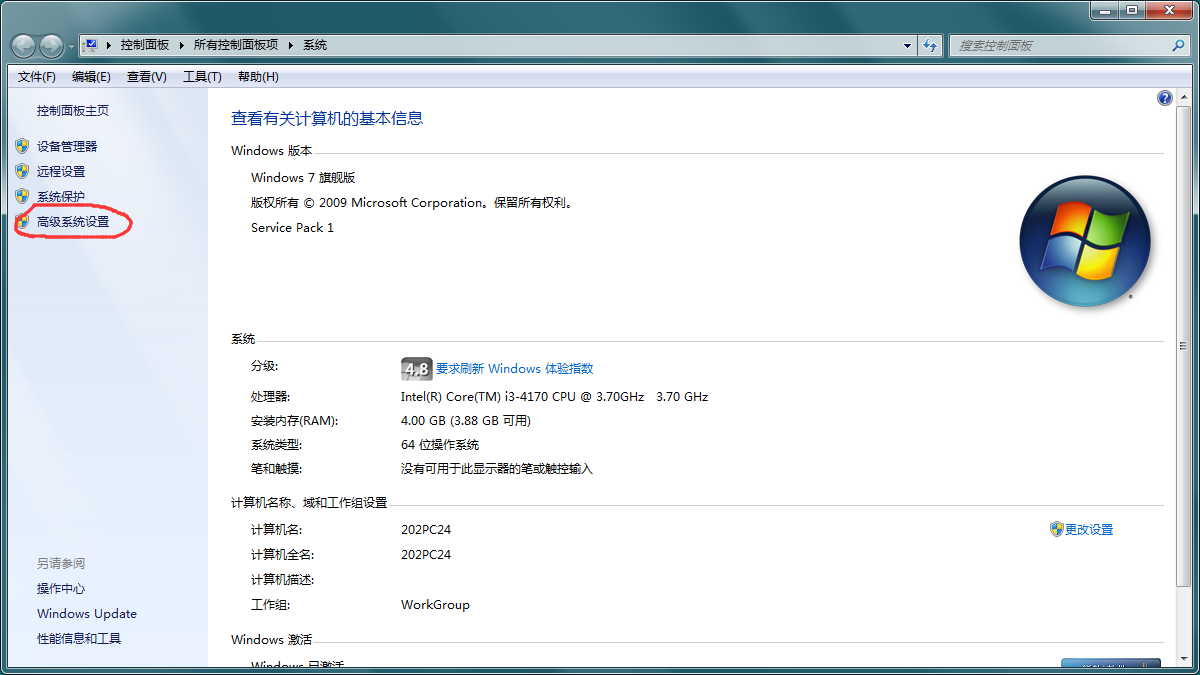 控制面板 所有控制面板项 系统
搜索控制面板
文件(F) 编辑(E) 查看(V) 工具(T) 帮助(H)
控制面板主页
设备管理器
远程设置
系统保护
高级系统设置
另请参阅
操作中心
Windows Update
性能信息和工具
查看有关计算机的基本信息
Windows 版本
Windows 7 旗舰版
版权所有 © 2009 Microsoft Corporation。保留所有权利。
Service Pack 1
系统
分级: 4.8 要求刷新 Windows 体验指数
处理器: Intel(R) Core(TM) i3-4170 CPU @ 3.70GHz 3.70 GHz
安装内存(RAM): 4.00 GB (3.88 GB 可用)
系统类型: 64 位操作系统
笔和触摸: 没有可用于此显示器的笔或触控输入
计算机名称、域和工作组设置
计算机名: 202PC24 更改设置
计算机全名: 202PC24
计算机描述:
工作组: WorkGroup
Windows 激活
Windows 已激活